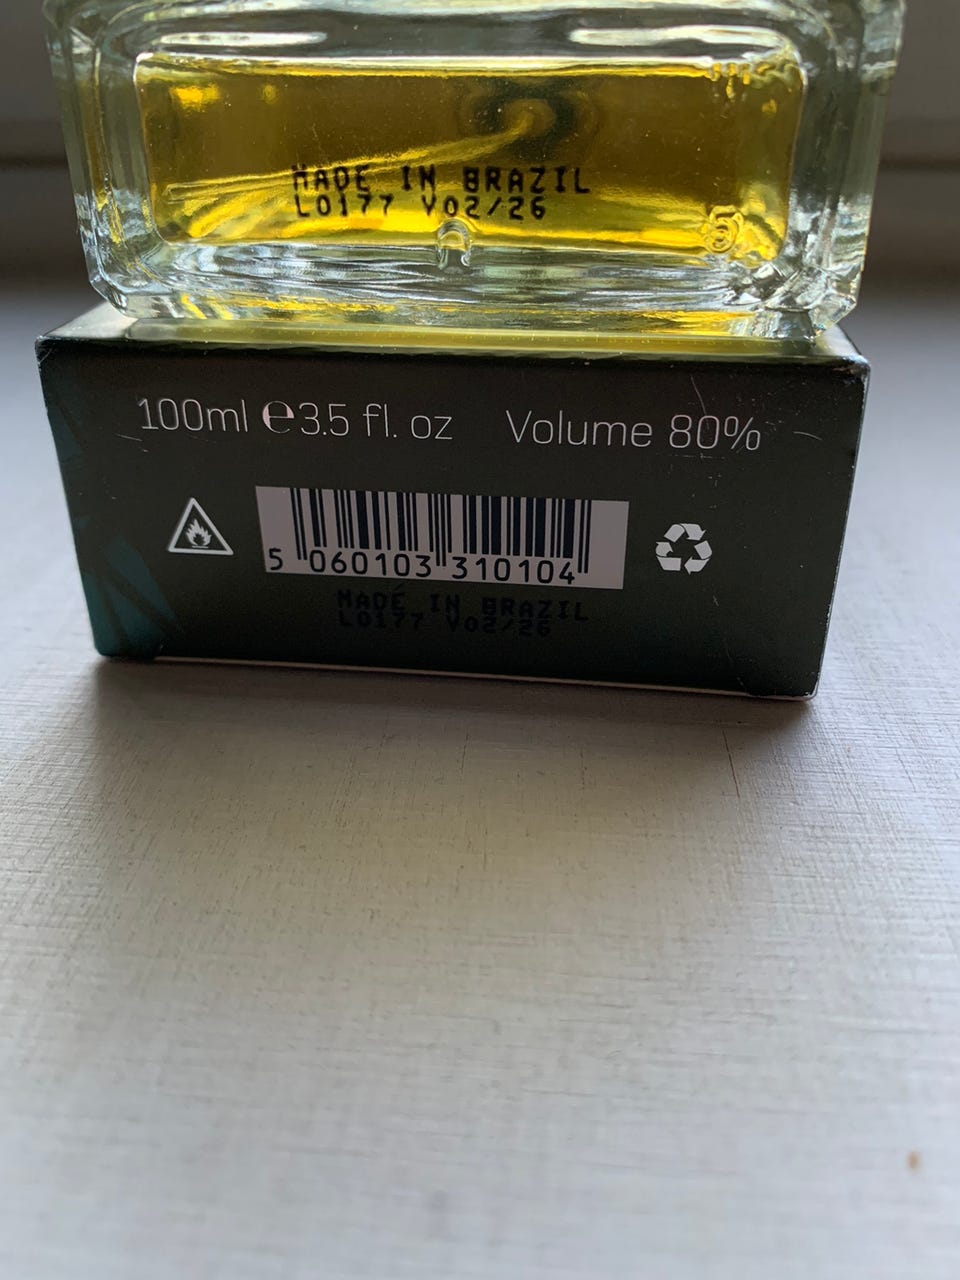 MADE IN BRAZIL
L0177 V02/26
5
100ml e 3.5 fl. oz Volume 80%
5 060103 310104
MADE IN BRAZIL
L0177 V02/26